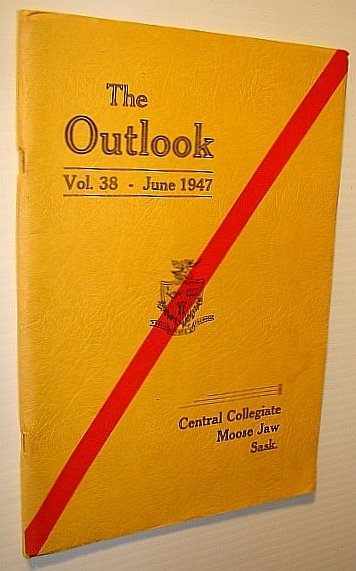 The
Outlook
Vol. 38 - June 1947
Central Collegiate
Moose Jaw
Sask.